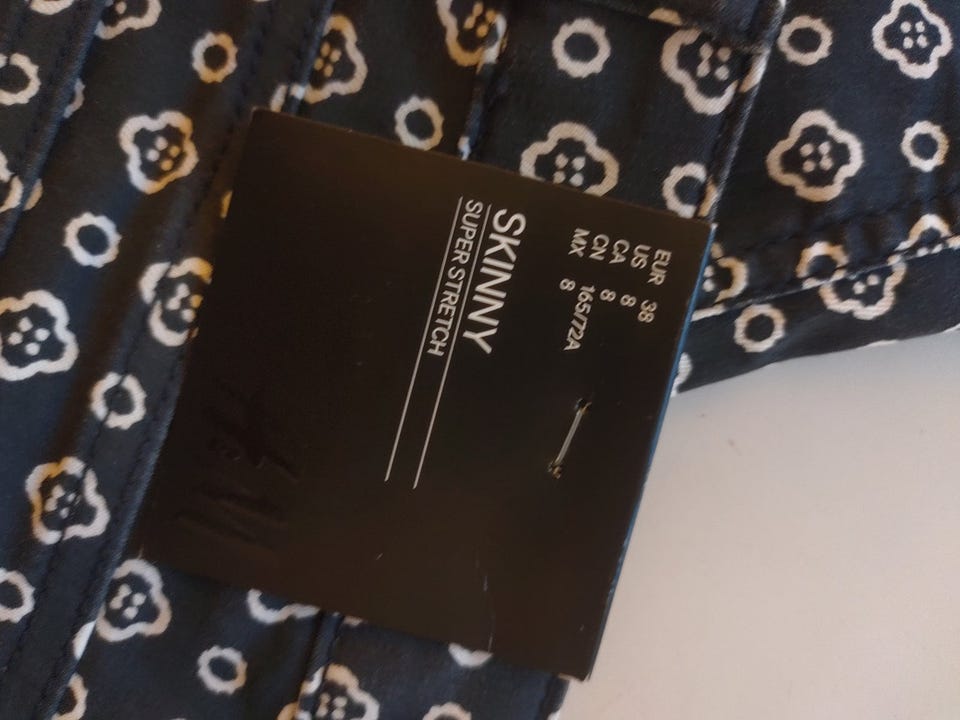 EUR 38
US 8
CA 8
CN 165/72A
MX 8
SKINNY
SUPER STRETCH
H&M